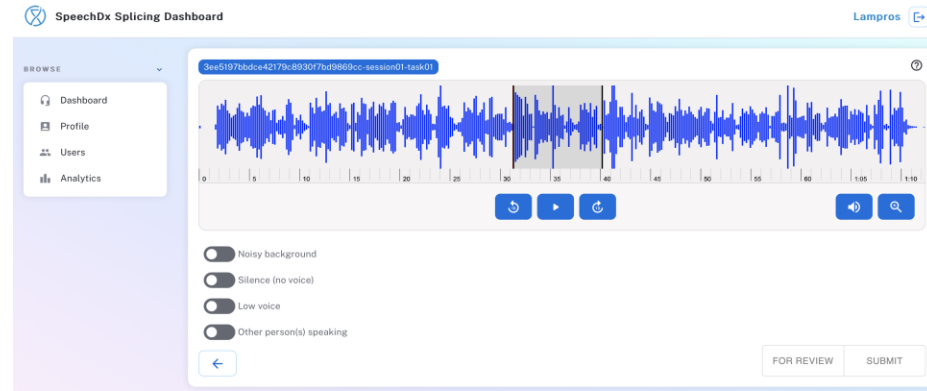 SpeechDx Splicing Dashboard
Lampros
BROWSE
Dashboard
Profile
Users
Analytics
3ee5197bbdce42179c8930f7bd9869cc-session01-task01
0 5 10 15 20 25 30 35 40 45 50 55 60 1:05 1:10
Noisy background
Silence (no voice)
Low voice
Other person(s) speaking
FOR REVIEW SUBMIT